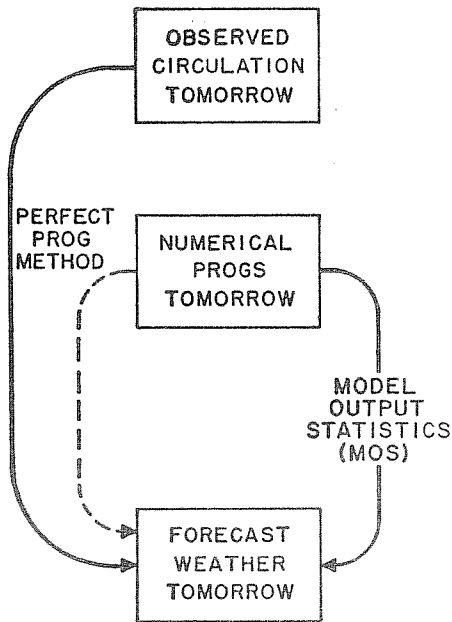 OBSERVED
CIRCULATION
TOMORROW
PERFECT
PROG
METHOD
NUMERICAL
PROGS
TOMORROW
MODEL
OUTPUT
STATISTICS
(MOS)
FORECAST
WEATHER
TOMORROW